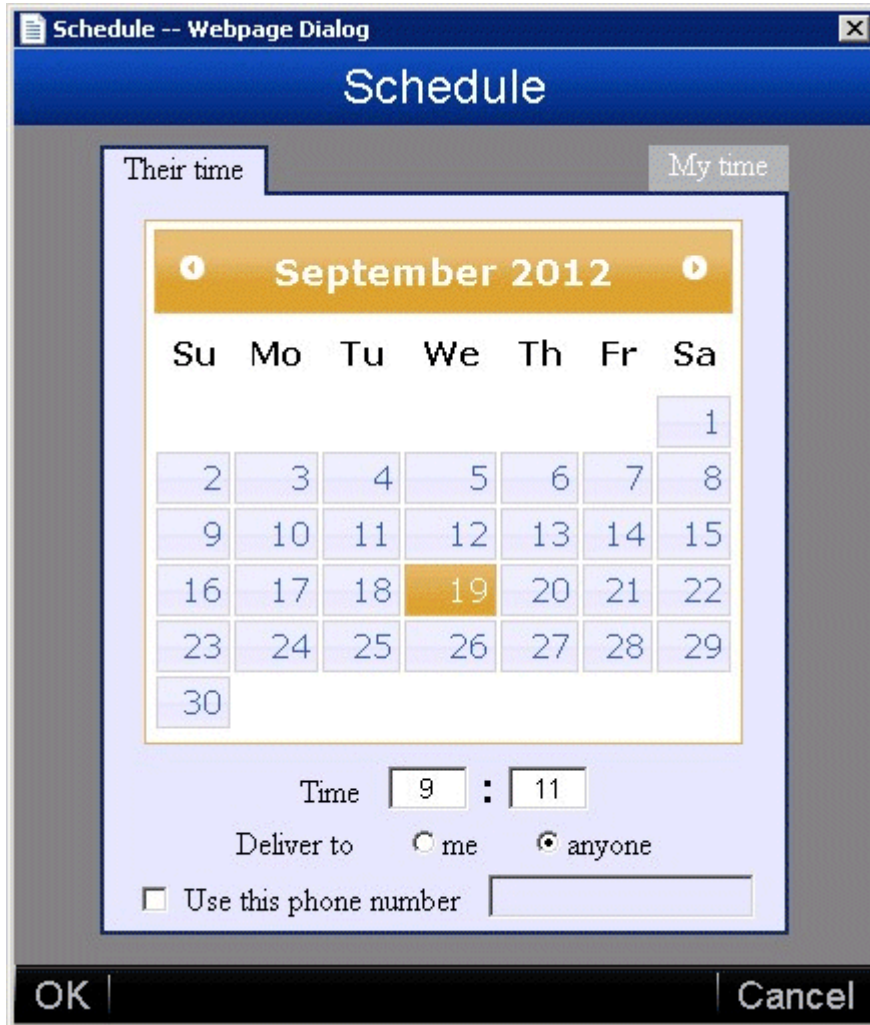 Schedule -- Webpage Dialog
Schedule
Their time My time
September 2012
Su Mo Tu We Th Fr Sa
1
2 3 4 5 6 7 8
9 10 11 12 13 14 15
16 17 18 19 20 21 22
23 24 25 26 27 28 29
30
Time 9 : 11
Deliver to me anyone
Use this phone number
OK Cancel